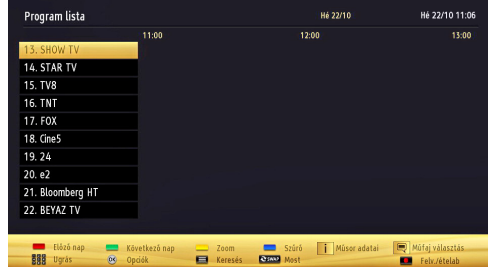 Program lista Hé 22/10 Hé 22/10 11:06
11:00 12:00 13:00
13. SHOW TV
14. STAR TV
15. TV8
16. TNT
17. FOX
18. Cine5
19. 24
20. e2
21. Bloomberg HT
22. BEYAZ TV
Előző nap Következő nap Zoom Szűrő i Műsor adatai Műfaj választás
Ugrás OK Opciók Keresés SWAP Most Felv./ételab